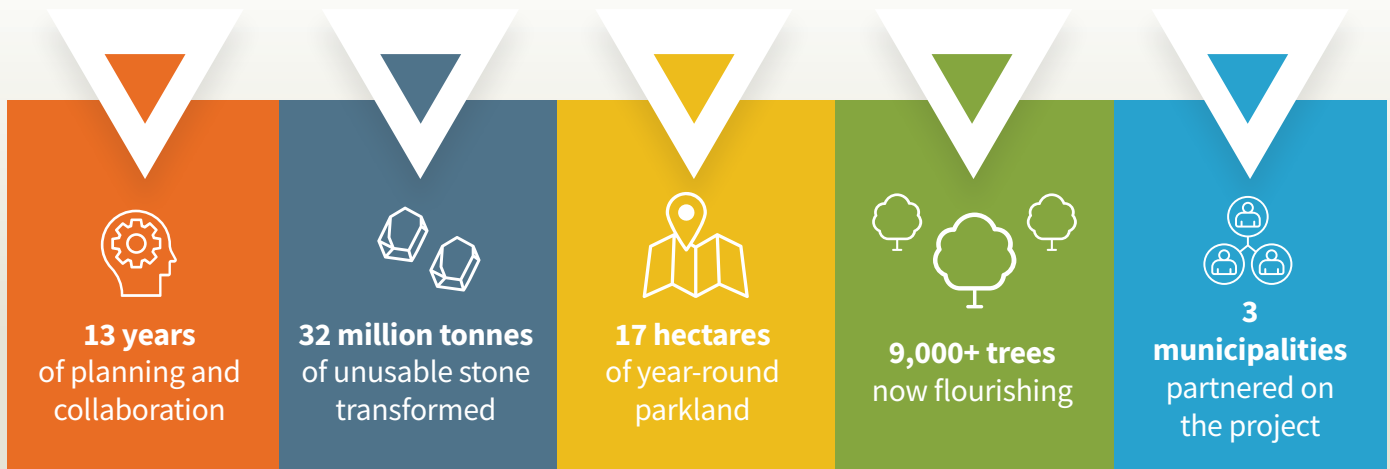 13 years
of planning and
collaboration
32 million tonnes
of unusable stone
transformed
17 hectares
of year-round
parkland
9,000+ trees
now flourishing
3
municipalities
partnered on
the project